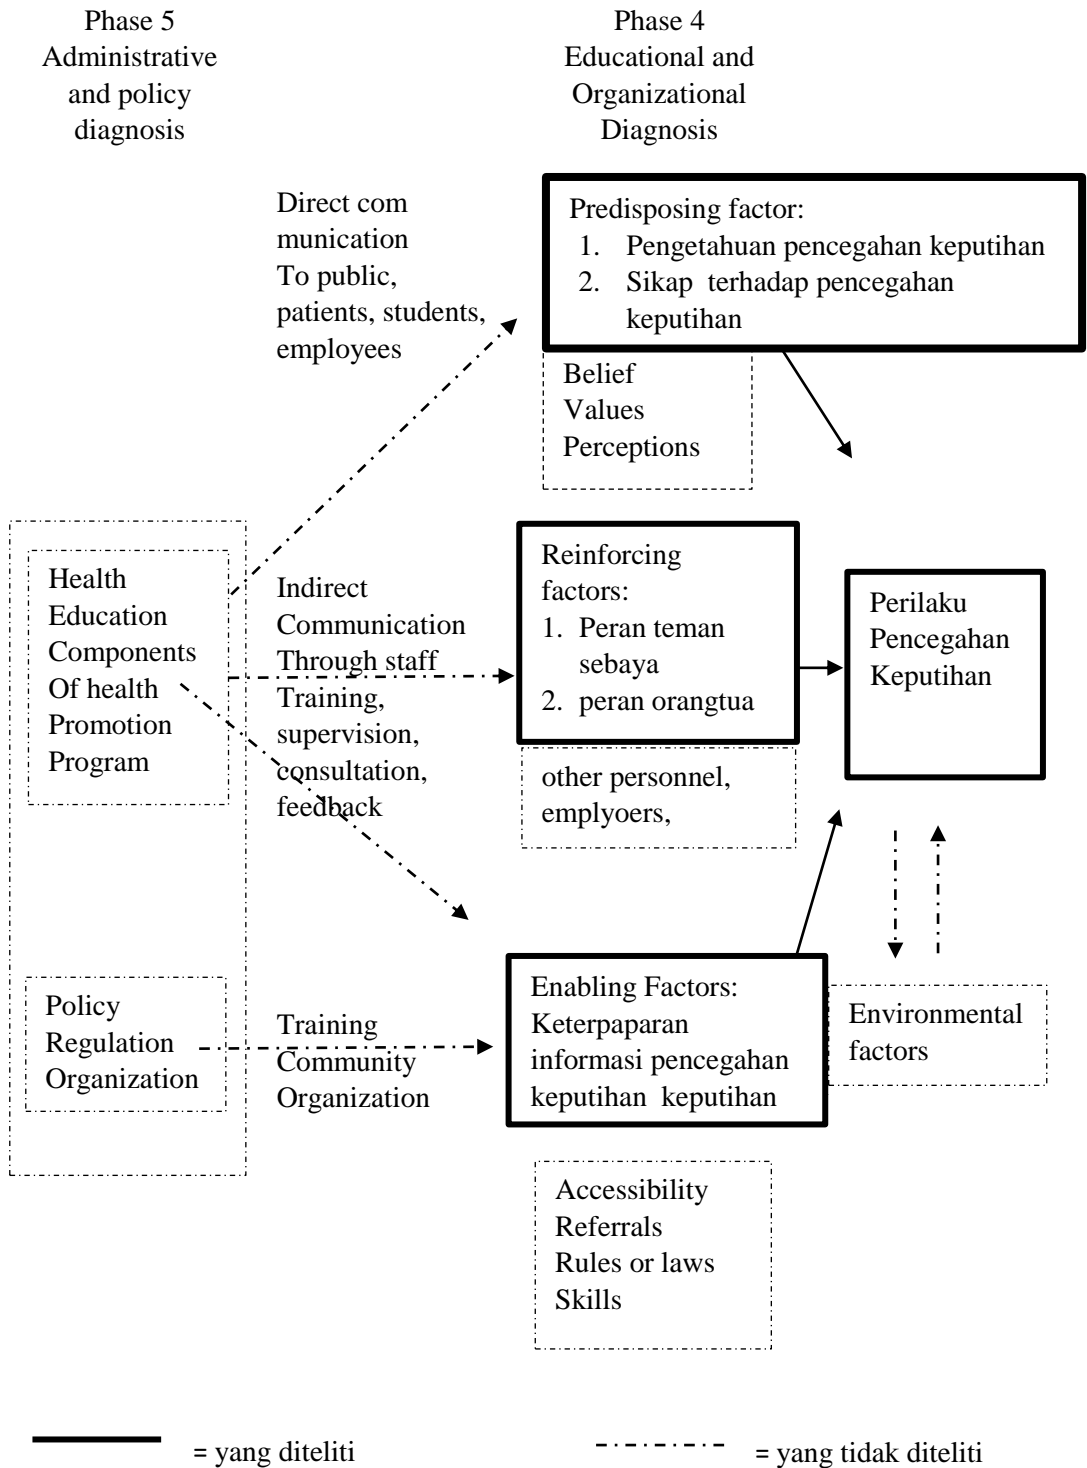 Phase 5
Administrative
and policy
diagnosis
Phase 4
Educational and
Organizational
Diagnosis
Direct com
munication
To public,
patients, students,
employees
Predisposing factor:
1. Pengetahuan pencegahan keputihan
2. Sikap terhadap pencegahan
keputihan
Belief
Values
Perceptions
Health
Education
Components
Of health
Promotion
Program
Indirect
Communication
Through staff
Training,
supervision,
consultation,
feedback
Reinforcing
factors:
1. Peran teman
sebaya
2. peran orangtua
other personnel,
emplyoers,
Perilaku
Pencegahan
Keputihan
Policy
Regulation
Organization
Training
Community
Organization
Enabling Factors:
Keterpaparan
informasi pencegahan
keputihan keputihan
Environmental
factors
Accessibility
Referrals
Rules or laws
Skills
= yang diteliti
= yang tidak diteliti